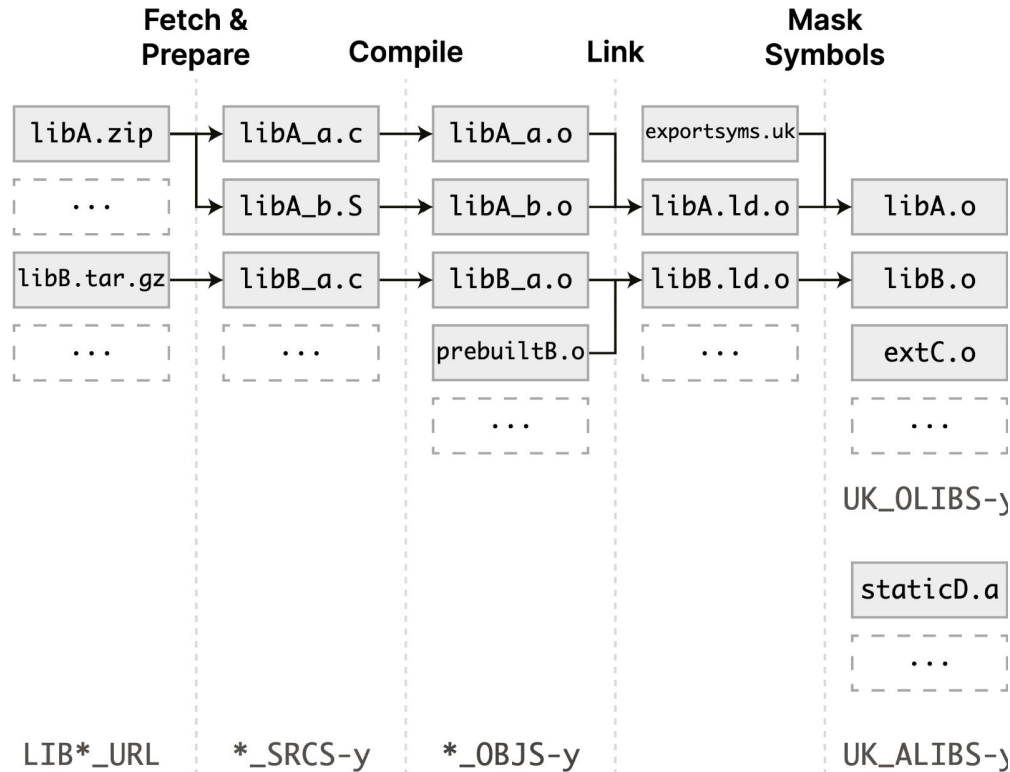 Fetch &
Prepare
Compile
Link
Mask
Symbols
libA.zip
libA_a.c
libA_a.o
exportsyms.uk
...
libA_b.S
libA_b.o
libA.ld.o
libA.o
libB.tar.gz
libB_a.c
libB_a.o
libB.ld.o
libB.o
...
...
prebuiltB.o
...
extC.o
...
...
UK_OLIBS-y
staticD.a
...
LIB*_URL
*_SRCS-y
*_OBJS-y
UK_ALIBS-y